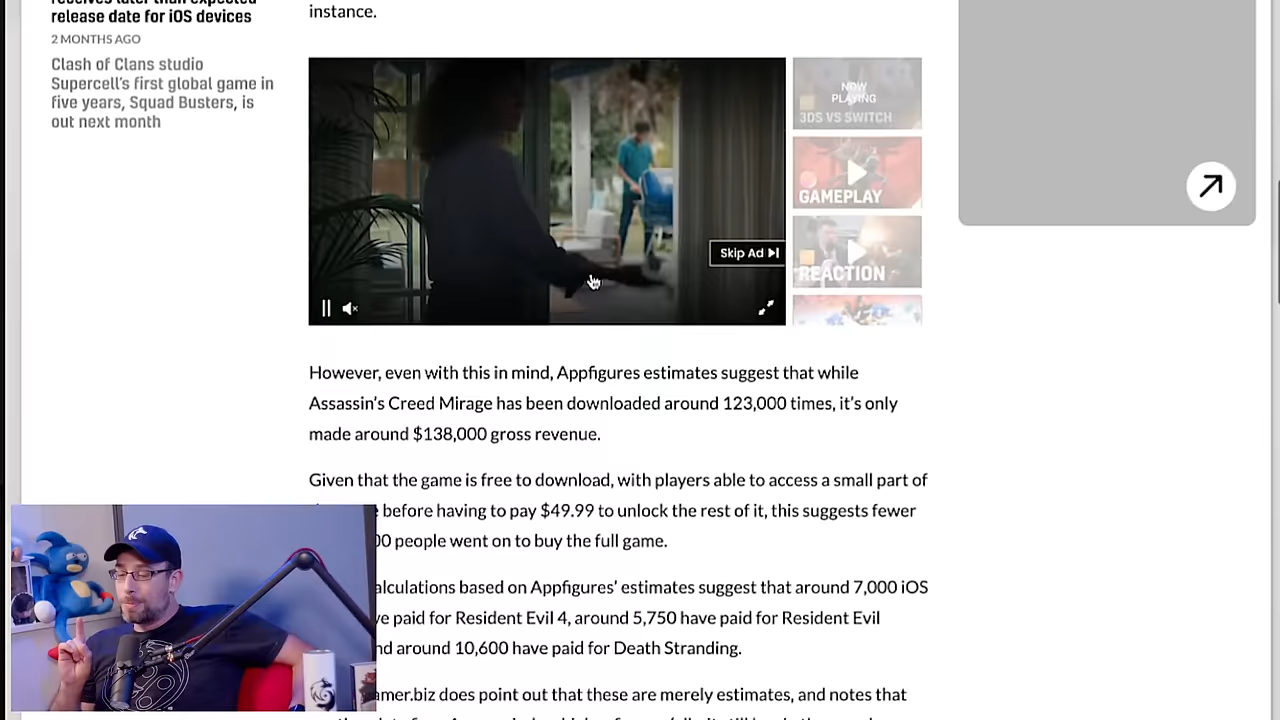 release date for iOS devices
2 MONTHS AGO
Clash of Clans studio
Supercell's first global game in
five years, Squad Busters, is
out next month
instance.
NOW
PLAYING
3DS VS SWITCH
GAMEPLAY
REACTION
Skip Ad
However, even with this in mind, Appfigures estimates suggest that while
Assassin's Creed Mirage has been downloaded around 123,000 times, it's only
made around $138,000 gross revenue.
Given that the game is free to download, with players able to access a small part of
before having to pay $49.99 to unlock the rest of it, this suggests fewer
people went on to buy the full game.
based on Appfigures' estimates suggest that around 7,000 iOS
paid for Resident Evil 4, around 5,750 have paid for Resident Evil
around 10,600 have paid for Death Stranding.
does point out that these are merely estimates, and notes that